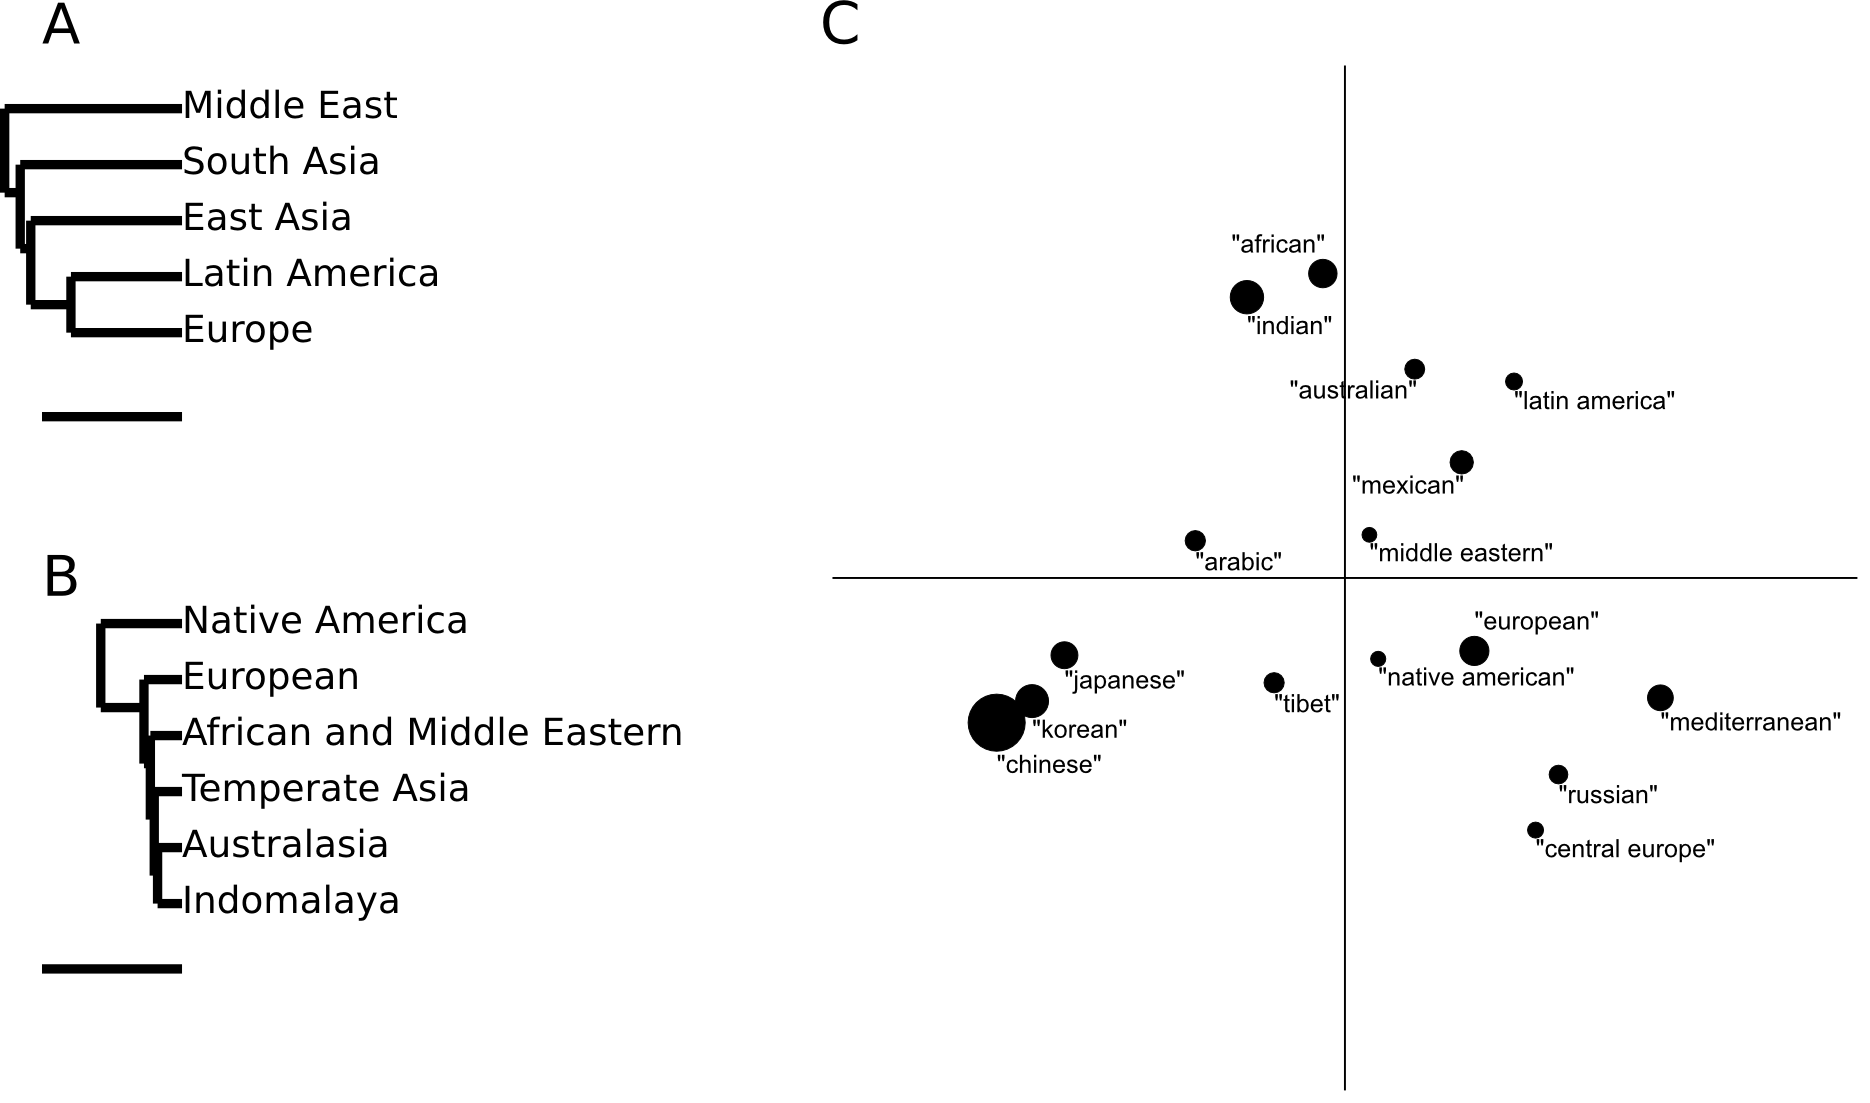 A
Middle East
South Asia
East Asia
Latin America
Europe
B
Native America
European
African and Middle Eastern
Temperate Asia
Australasia
Indomalaya
C
"african"
"indian"
"australian"
"latin america"
"mexican"
"arabic"
"middle eastern"
"european"
"japanese"
"native american"
"tibet"
"mediterranean"
"korean"
"chinese"
"russian"
"central europe"